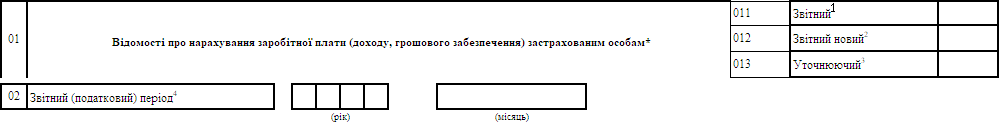 011 Звітний1
01 Відомості про нарахування заробітної плати (доходу, грошового забезпечення) застрахованим особам*
012 Звітний новий2
013 Уточнюючий3
02 Звітний (податковий) період4
(рік) (місяць)